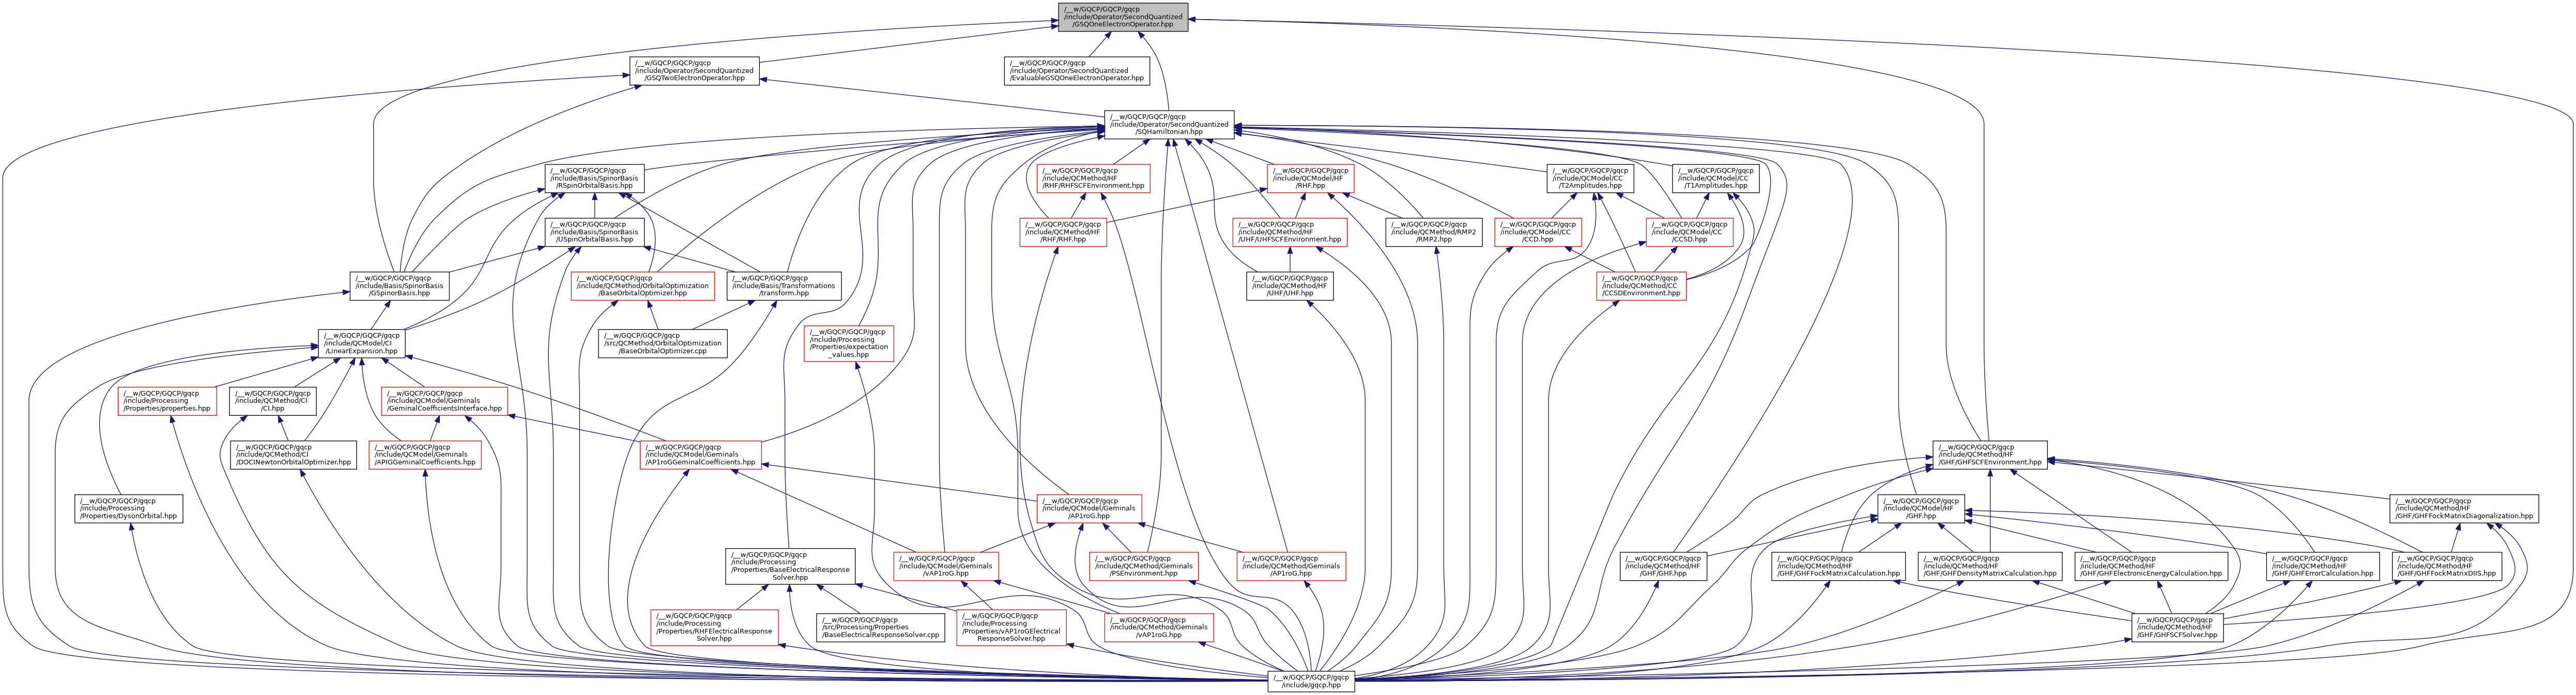 /__w/GQCP/GQCP/gqcp
/include/Operator/SecondQuantized
/GSQOneElectronOperator.hpp
/__w/GQCP/GQCP/gqcp
/include/Operator/SecondQuantized
/GSQTwoElectronOperator.hpp
/__w/GQCP/GQCP/gqcp
/include/Operator/SecondQuantized
/EvaluableGSQOneElectronOperator.hpp
/__w/GQCP/GQCP/gqcp
/include/Operator/SecondQuantized
/SQHamiltonian.hpp
/__w/GQCP/GQCP/gqcp
/include/Basis/SpinorBasis
/RSpinOrbitalBasis.hpp
/__w/GQCP/GQCP/gqcp
/include/QCMethod/HF
/RHF/RHFSCFEnvironment.hpp
/__w/GQCP/GQCP/gqcp
/include/QCModel/HF
/RHF.hpp
/__w/GQCP/GQCP/gqcp
/include/QCModel/CC
/T2Amplitudes.hpp
/__w/GQCP/GQCP/gqcp
/include/QCModel/CC
/T1Amplitudes.hpp
/__w/GQCP/GQCP/gqcp
/include/Basis/SpinorBasis
/USpinOrbitalBasis.hpp
/__w/GQCP/GQCP/gqcp
/include/QCMethod/HF
/RHF/RHF.hpp
/__w/GQCP/GQCP/gqcp
/include/QCMethod/HF
/UHF/UHFSCFEnvironment.hpp
/__w/GQCP/GQCP/gqcp
/include/QCMethod/RMP2
/RMP2.hpp
/__w/GQCP/GQCP/gqcp
/include/QCModel/CC
/CCD.hpp
/__w/GQCP/GQCP/gqcp
/include/QCModel/CC
/CCSD.hpp
/__w/GQCP/GQCP/gqcp
/include/Basis/SpinorBasis
/GSpinorBasis.hpp
/__w/GQCP/GQCP/gqcp
/include/QCMethod/OrbitalOptimization
/BaseOrbitalOptimizer.hpp
/__w/GQCP/GQCP/gqcp
/include/Basis/Transformations
/transform.hpp
/__w/GQCP/GQCP/gqcp
/include/QCMethod/HF
/UHF/UHF.hpp
/__w/GQCP/GQCP/gqcp
/include/QCMethod/CC
/CCSDEnvironment.hpp
/__w/GQCP/GQCP/gqcp
/include/QCModel/CI
/LinearExpansion.hpp
/__w/GQCP/GQCP/gqcp
/src/QCMethod/OrbitalOptimization
/BaseOrbitalOptimizer.cpp
/__w/GQCP/GQCP/gqcp
/include/Processing
/Properties/expectation
_values.hpp
/__w/GQCP/GQCP/gqcp
/include/Processing
/Properties/properties.hpp
/__w/GQCP/GQCP/gqcp
/include/QCMethod/CI
/CI.hpp
/__w/GQCP/GQCP/gqcp
/include/QCModel/Geminals
/GeminalCoefficientsInterface.hpp
/__w/GQCP/GQCP/gqcp
/include/QCMethod/CI
/DOCINewtonOrbitalOptimizer.hpp
/__w/GQCP/GQCP/gqcp
/include/QCModel/Geminals
/APIGGeminalCoefficients.hpp
/__w/GQCP/GQCP/gqcp
/include/QCModel/Geminals
/AP1roGGeminalCoefficients.hpp
/__w/GQCP/GQCP/gqcp
/include/QCMethod/HF
/GHF/GHFSCFEnvironment.hpp
/__w/GQCP/GQCP/gqcp
/include/Processing
/Properties/DysonOrbital.hpp
/__w/GQCP/GQCP/gqcp
/include/QCModel/Geminals
/AP1roG.hpp
/__w/GQCP/GQCP/gqcp
/include/QCModel/HF
/GHF.hpp
/__w/GQCP/GQCP/gqcp
/include/QCMethod/HF
/GHF/GHFFockMatrixDiagonalization.hpp
/__w/GQCP/GQCP/gqcp
/include/Processing
/Properties/BaseElectricalResponse
Solver.hpp
/__w/GQCP/GQCP/gqcp
/include/QCModel/Geminals
/vAP1roG.hpp
/__w/GQCP/GQCP/gqcp
/include/QCMethod/Geminals
/PSEnvironment.hpp
/__w/GQCP/GQCP/gqcp
/include/QCMethod/Geminals
/AP1roG.hpp
/__w/GQCP/GQCP/gqcp
/include/QCMethod/HF
/GHF/GHF.hpp
/__w/GQCP/GQCP/gqcp
/include/QCMethod/HF
/GHF/GHFFockMatrixCalculation.hpp
/__w/GQCP/GQCP/gqcp
/include/QCMethod/HF
/GHF/GHFDensityMatrixCalculation.hpp
/__w/GQCP/GQCP/gqcp
/include/QCMethod/HF
/GHF/GHFElectronicEnergyCalculation.hpp
/__w/GQCP/GQCP/gqcp
/include/QCMethod/HF
/GHF/GHFErrorCalculation.hpp
/__w/GQCP/GQCP/gqcp
/include/QCMethod/HF
/GHF/GHFFockMatrixDIIS.hpp
/__w/GQCP/GQCP/gqcp
/include/Processing
/Properties/RHFElectricalResponse
Solver.hpp
/__w/GQCP/GQCP/gqcp
/src/Processing/Properties
/BaseElectricalResponseSolver.cpp
/__w/GQCP/GQCP/gqcp
/include/Processing
/Properties/vAP1roGElectrical
ResponseSolver.hpp
/__w/GQCP/GQCP/gqcp
/include/QCMethod/Geminals
/vAP1roG.hpp
/__w/GQCP/GQCP/gqcp
/include/QCMethod/HF
/GHF/GHFSCFSolver.hpp
/__w/GQCP/GQCP/gqcp
/include/gqcp.hpp